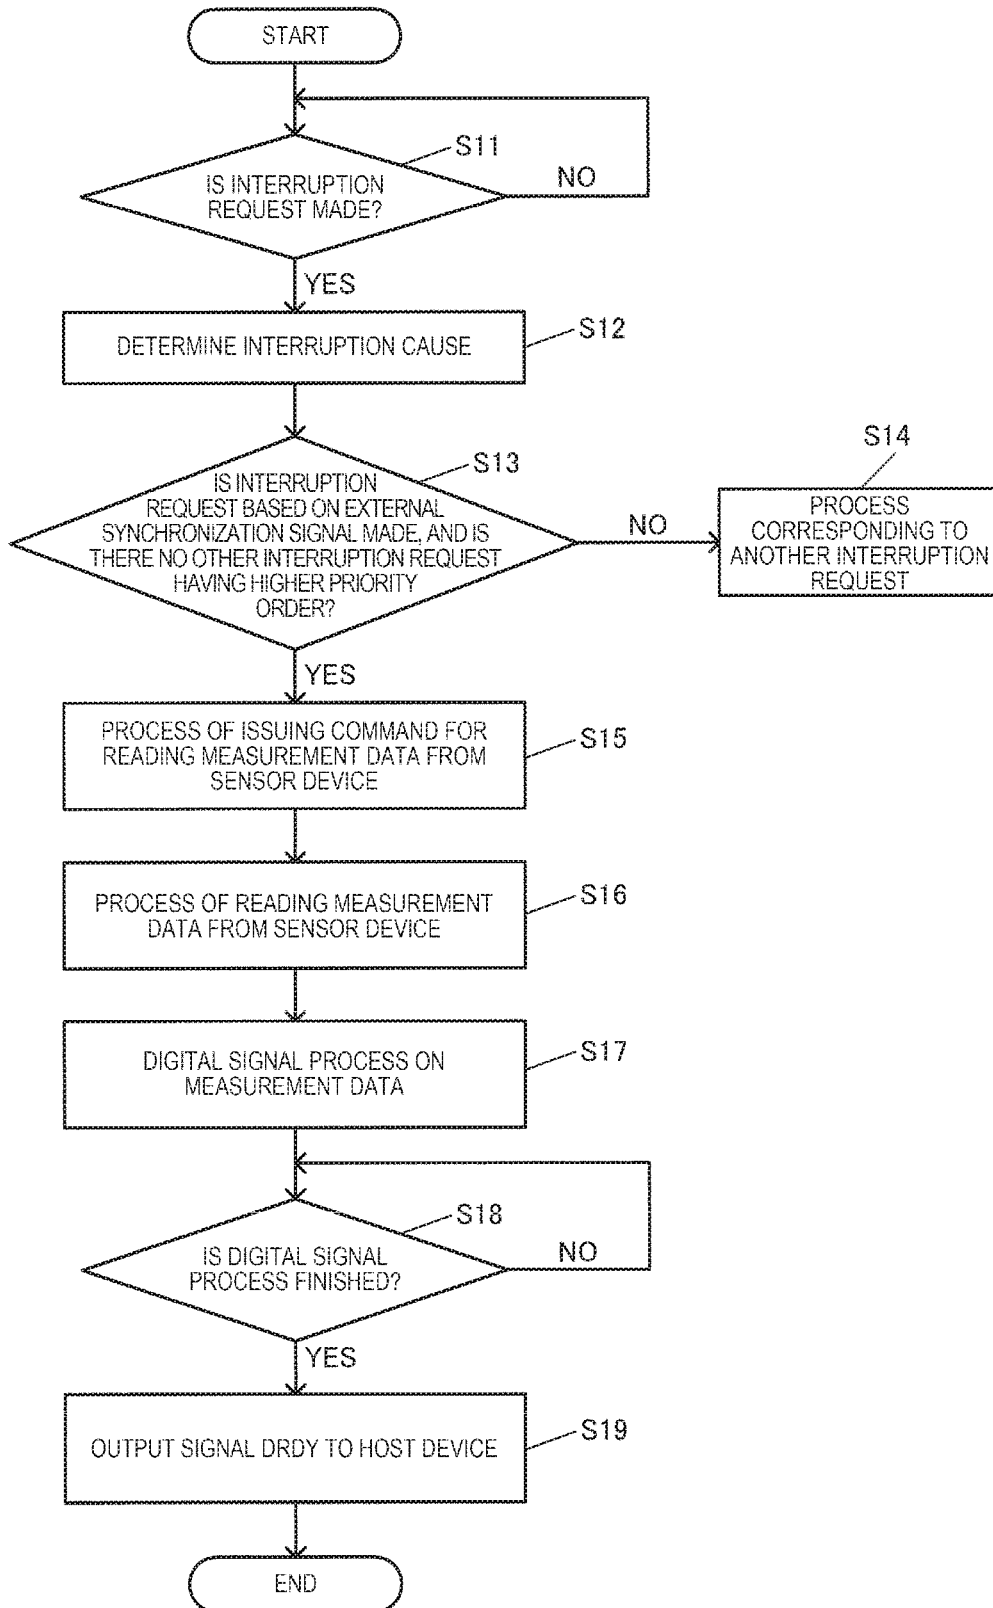 START
S11
IS INTERRUPTION
REQUEST MADE?
NO
YES
S12
DETERMINE INTERRUPTION CAUSE
S13
IS INTERRUPTION
REQUEST BASED ON EXTERNAL
SYNCHRONIZATION SIGNAL MADE, AND IS
THERE NO OTHER INTERRUPTION REQUEST
HAVING HIGHER PRIORITY
ORDER?
NO
S14
PROCESS
CORRESPONDING TO
ANOTHER INTERRUPTION
REQUEST
YES
PROCESS OF ISSUING COMMAND FOR
READING MEASUREMENT DATA FROM
SENSOR DEVICE
S15
PROCESS OF READING MEASUREMENT
DATA FROM SENSOR DEVICE
S16
DIGITAL SIGNAL PROCESS ON
MEASUREMENT DATA
S17
S18
IS DIGITAL SIGNAL
PROCESS FINISHED?
NO
YES
OUTPUT SIGNAL DRDY TO HOST DEVICE
S19
END